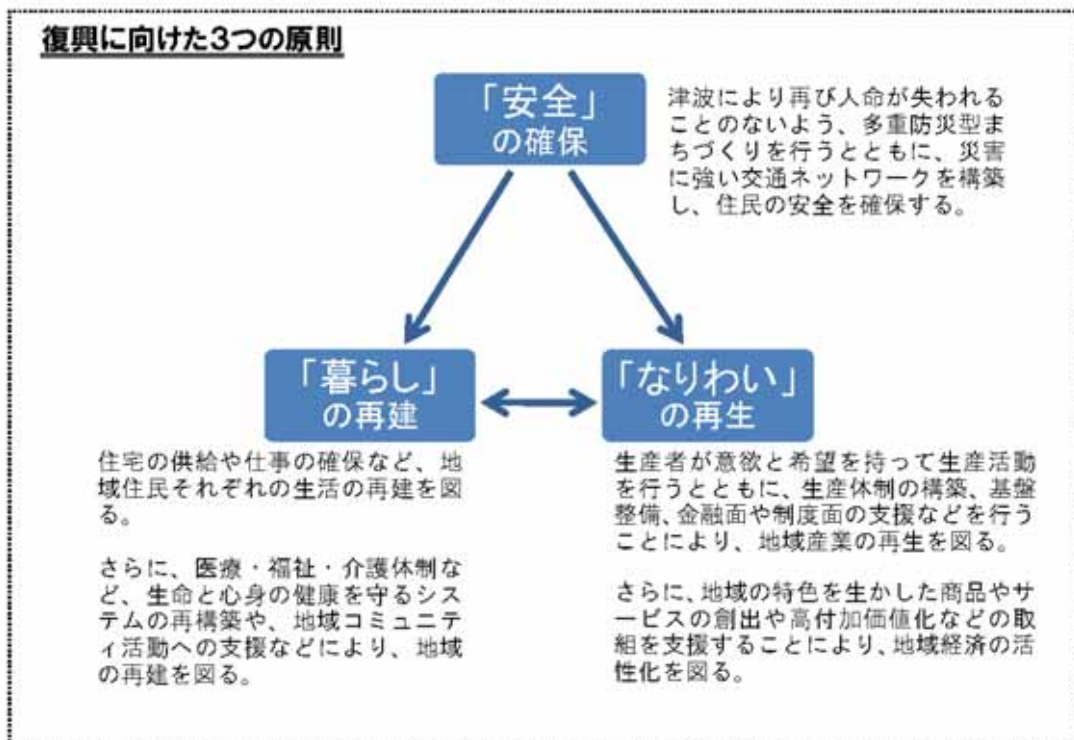 復興に向けた3つの原則
「安全」
の確保
津波により再び人命が失われる
ことのないよう、多重防災型ま
ちづくりを行うとともに、災害
に強い交通ネットワークを構築
し、住民の安全を確保する。
「暮らし」
の再建
住宅の供給や仕事の確保など、地
域住民それぞれの生活の再建を図
る。
さらに、医療・福祉・介護体制な
ど、生命と心身の健康を守るシス
テムの再構築や、地域コミュニテ
ィ活動への支援などにより、地域
の再建を図る。
「なりわい」
の再生
生産者が意欲と希望を持って生産活動
を行うとともに、生産体制の構築、基盤
整備、金融面や制度面の支援などを行う
ことにより、地域産業の再生を図る。
さらに、地域の特色を生かした商品やサ
ービスの創出や高付加価値化などの取
組を支援することにより、地域経済の活
性化を図る。